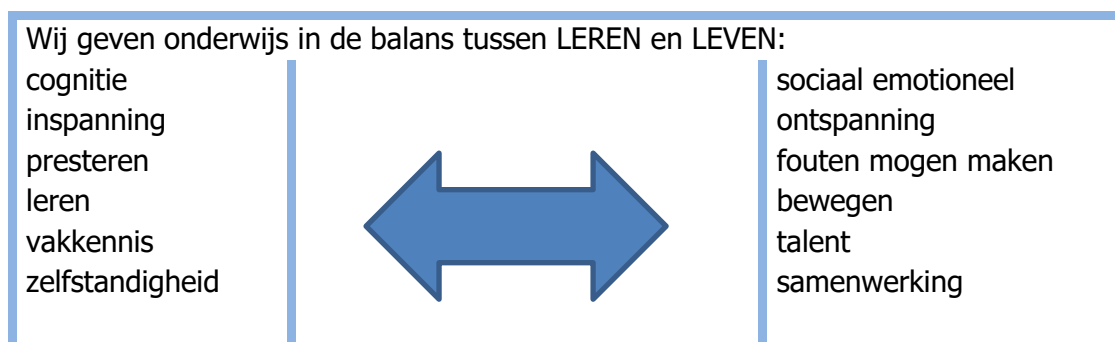 Wij geven onderwijs in de balans tussen LEREN en LEVEN:
cognitie
inspanning
presteren
leren
vakkennis
zelfstandigheid
sociaal emotioneel
ontspanning
fouten mogen maken
bewegen
talent
samenwerking